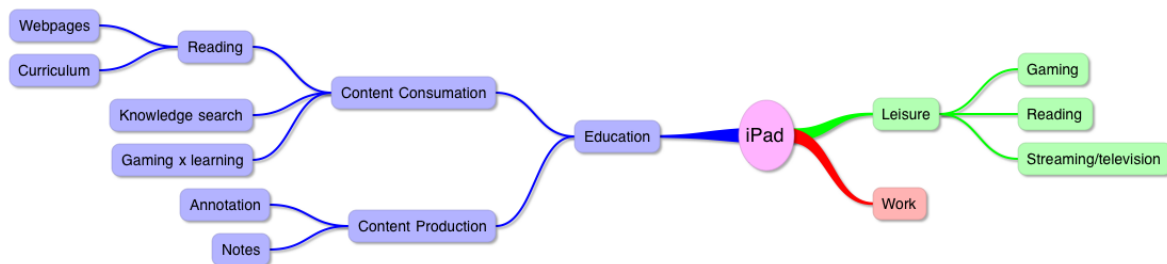 Webpages
Reading
Curriculum
Content Consumation
Knowledge search
Gaming x learning
Education
Annotation
Content Production
Notes
iPad
Leisure
Gaming
Reading
Streaming/television
Work